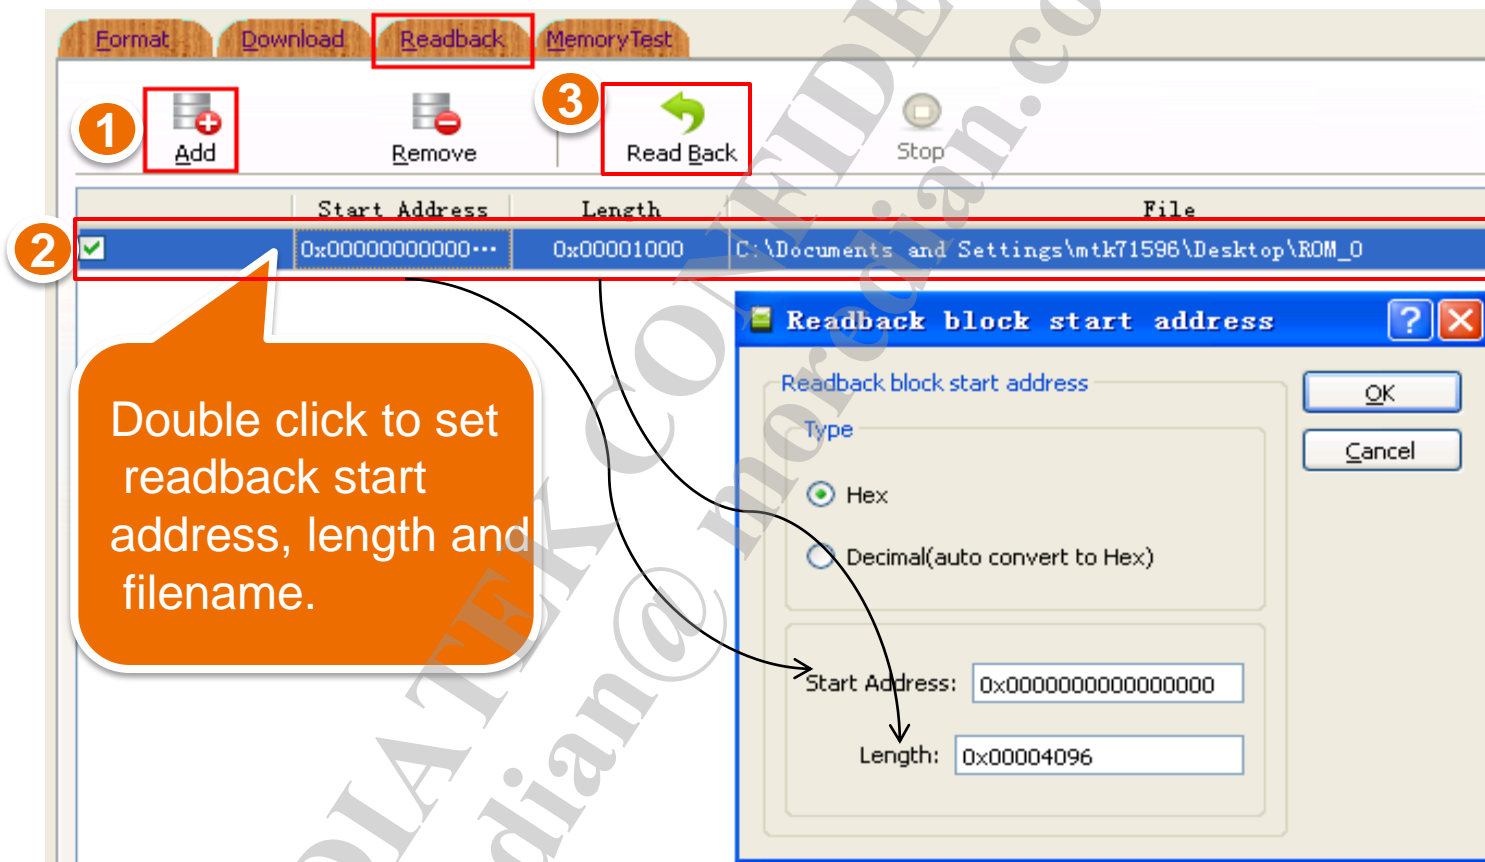 Format Download Readback MemoryTest
1 Add Remove 3 Read Back Stop
Start Address Length File
2 0x00000000000... 0x00001000 C:\Documents and Settings\mtk71596\Desktop\ROM_0
Double click to set
readback start
address, length and
filename.
Readback block start address
Readback block start address
OK
Type
Cancel
Hex
Decimal(auto convert to Hex)
Start Address: 0x0000000000000000
Length: 0x00004096